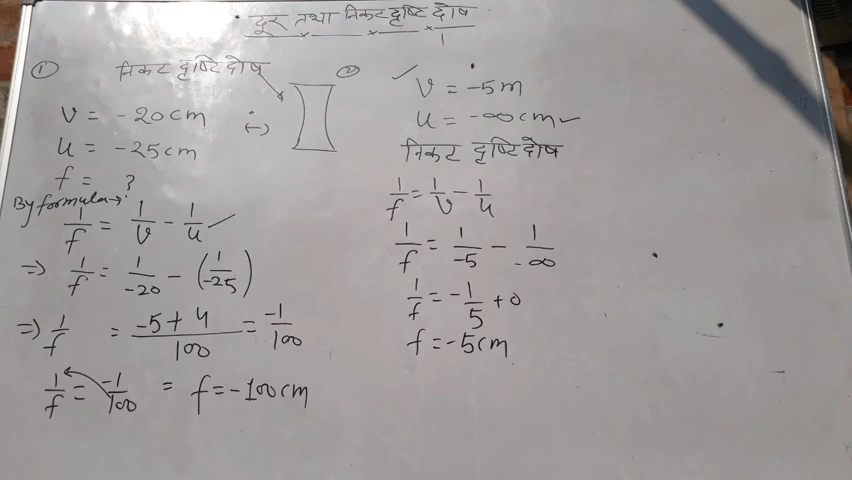 दूर तथा निकट दृष्टि दोष
1
① निकट दृष्टि दोष
v = -20cm
(-)
u = -25cm
f = ?
By formula→
1/f = 1/v - 1/u
=> 1/f = 1/-20 - (1/-25)
=> 1/f = -5+4/100 = -1/100
1/f = -1/100 = f = -100cm
② ✓ v = -5m
u = -∞cm ✓
निकट दृष्टि दोष
1/f = 1/v - 1/u
1/f = 1/-5 - 1/-∞
1/f = -1/5 + 0
f = -5cm